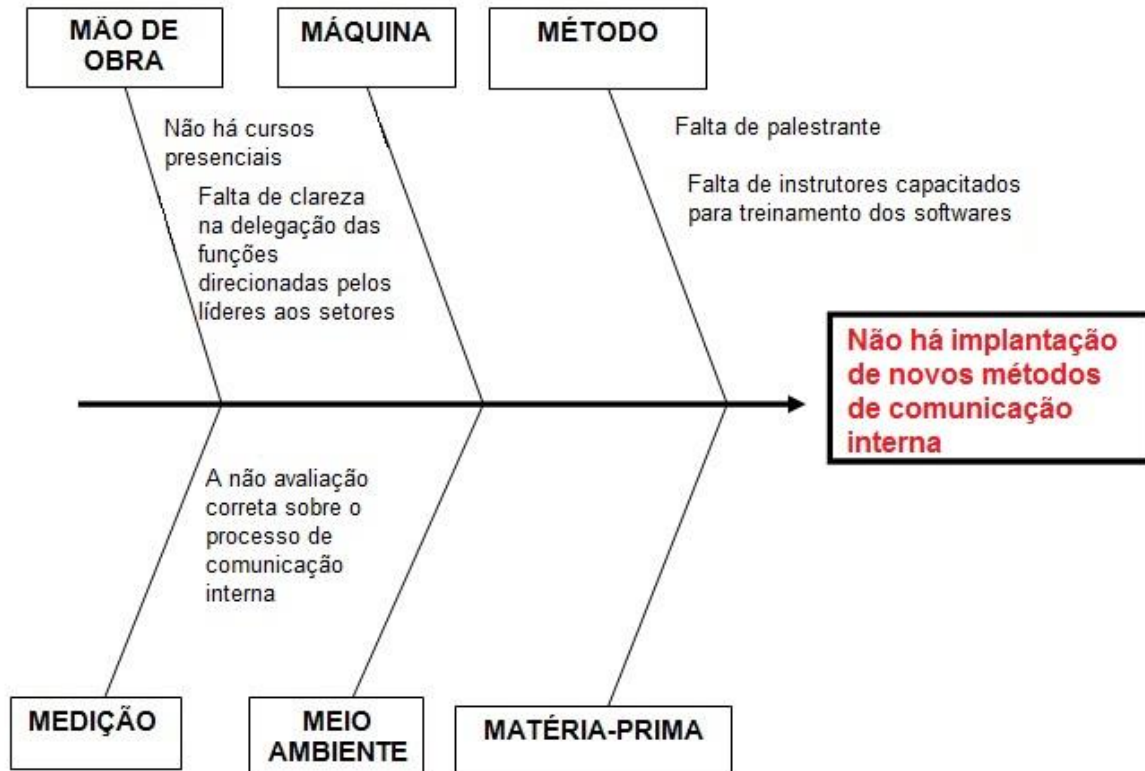 MÃO DE
OBRA
MÁQUINA
MÉTODO
Não há cursos
presenciais
Falta de clareza
na delegação das
funções
direcionadas pelos
líderes aos setores
Falta de palestrante
Falta de instrutores capacitados
para treinamento dos softwares
Não há implantação
de novos métodos
de comunicação
interna
A não avaliação
correta sobre o
processo de
comunicação
interna
MEDIÇÃO
MEIO
AMBIENTE
MATÉRIA-PRIMA